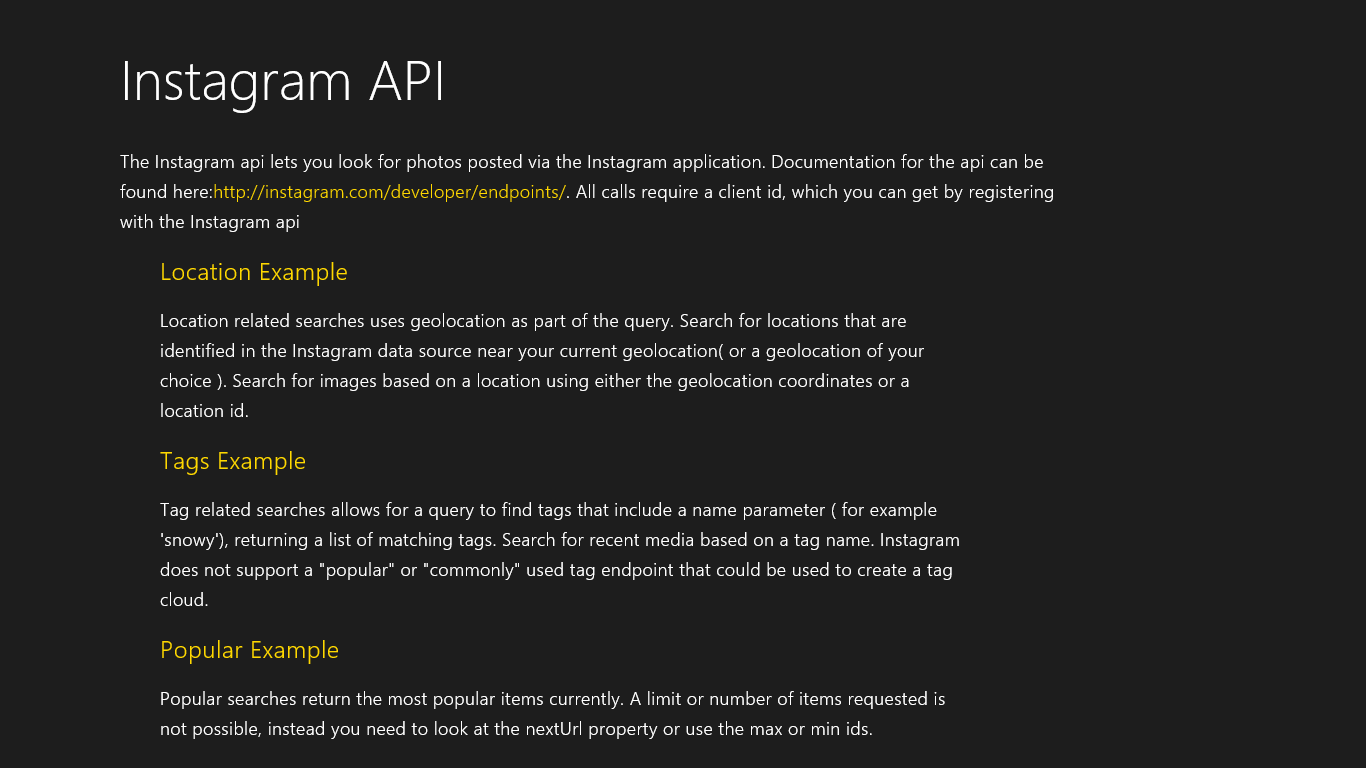 Instagram API
The Instagram api lets you look for photos posted via the Instagram application. Documentation for the api can be
found here:http://instagram.com/developer/endpoints/. All calls require a client id, which you can get by registering
with the Instagram api
Location Example
Location related searches uses geolocation as part of the query. Search for locations that are
identified in the Instagram data source near your current geolocation( or a geolocation of your
choice ). Search for images based on a location using either the geolocation coordinates or a
location id.
Tags Example
Tag related searches allows for a query to find tags that include a name parameter ( for example
'snowy'), returning a list of matching tags. Search for recent media based on a tag name. Instagram
does not support a "popular" or "commonly" used tag endpoint that could be used to create a tag
cloud.
Popular Example
Popular searches return the most popular items currently. A limit or number of items requested is
not possible, instead you need to look at the nextUrl property or use the max or min ids.